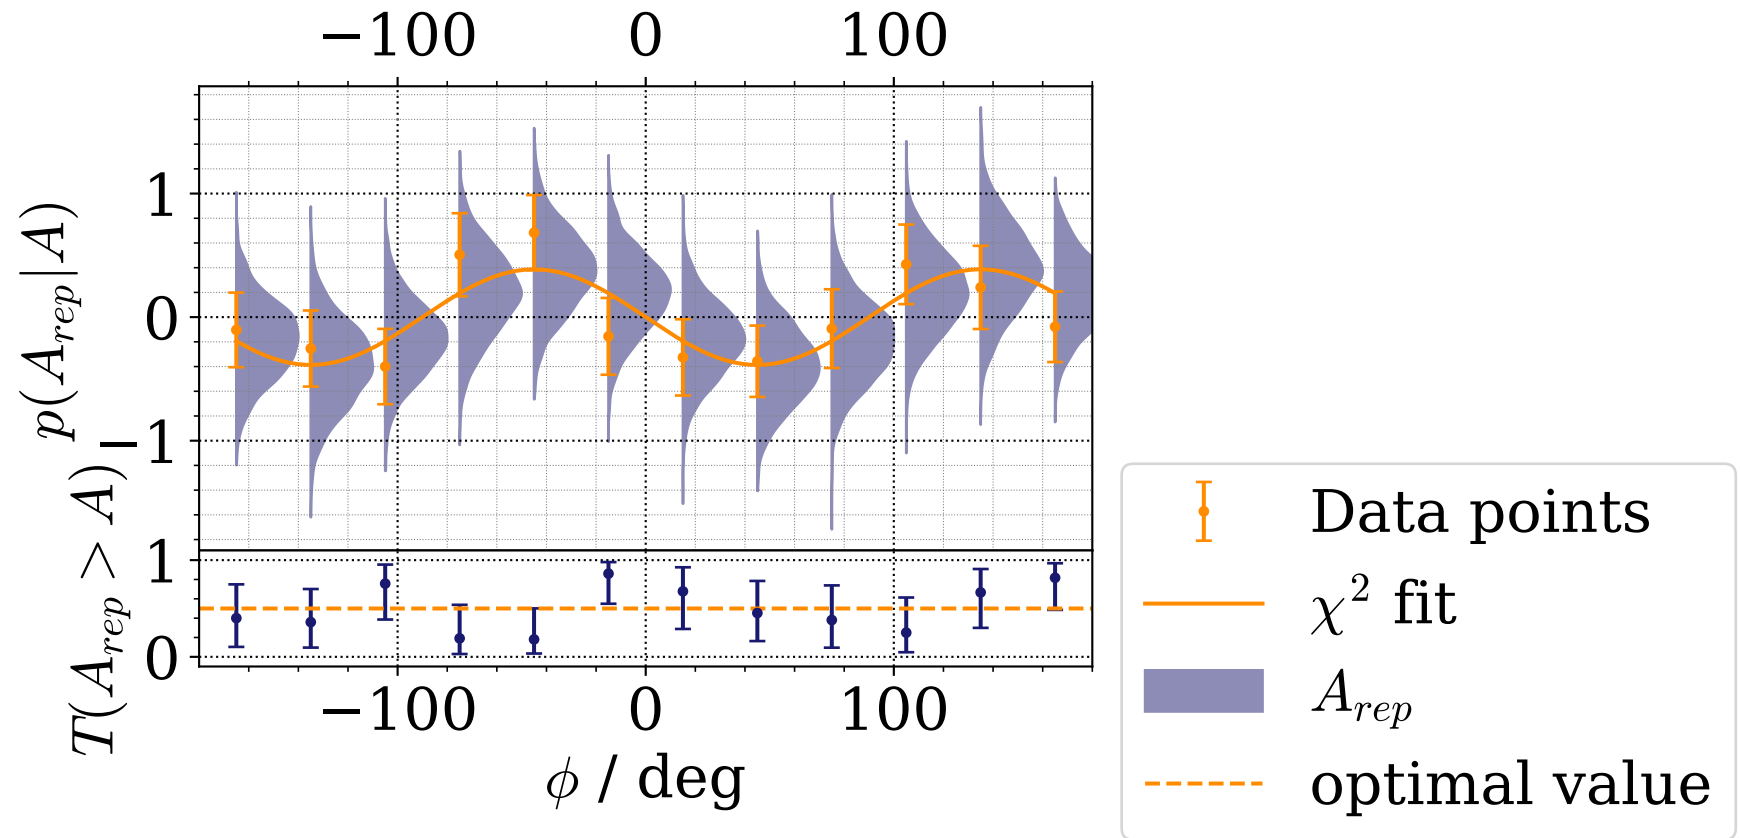 −100 0 100
p(A_rep|A)
1
0
−1
T(A_rep > A)
1
0
−100 0 100
ϕ / deg
Data points
χ² fit
A_rep
optimal value